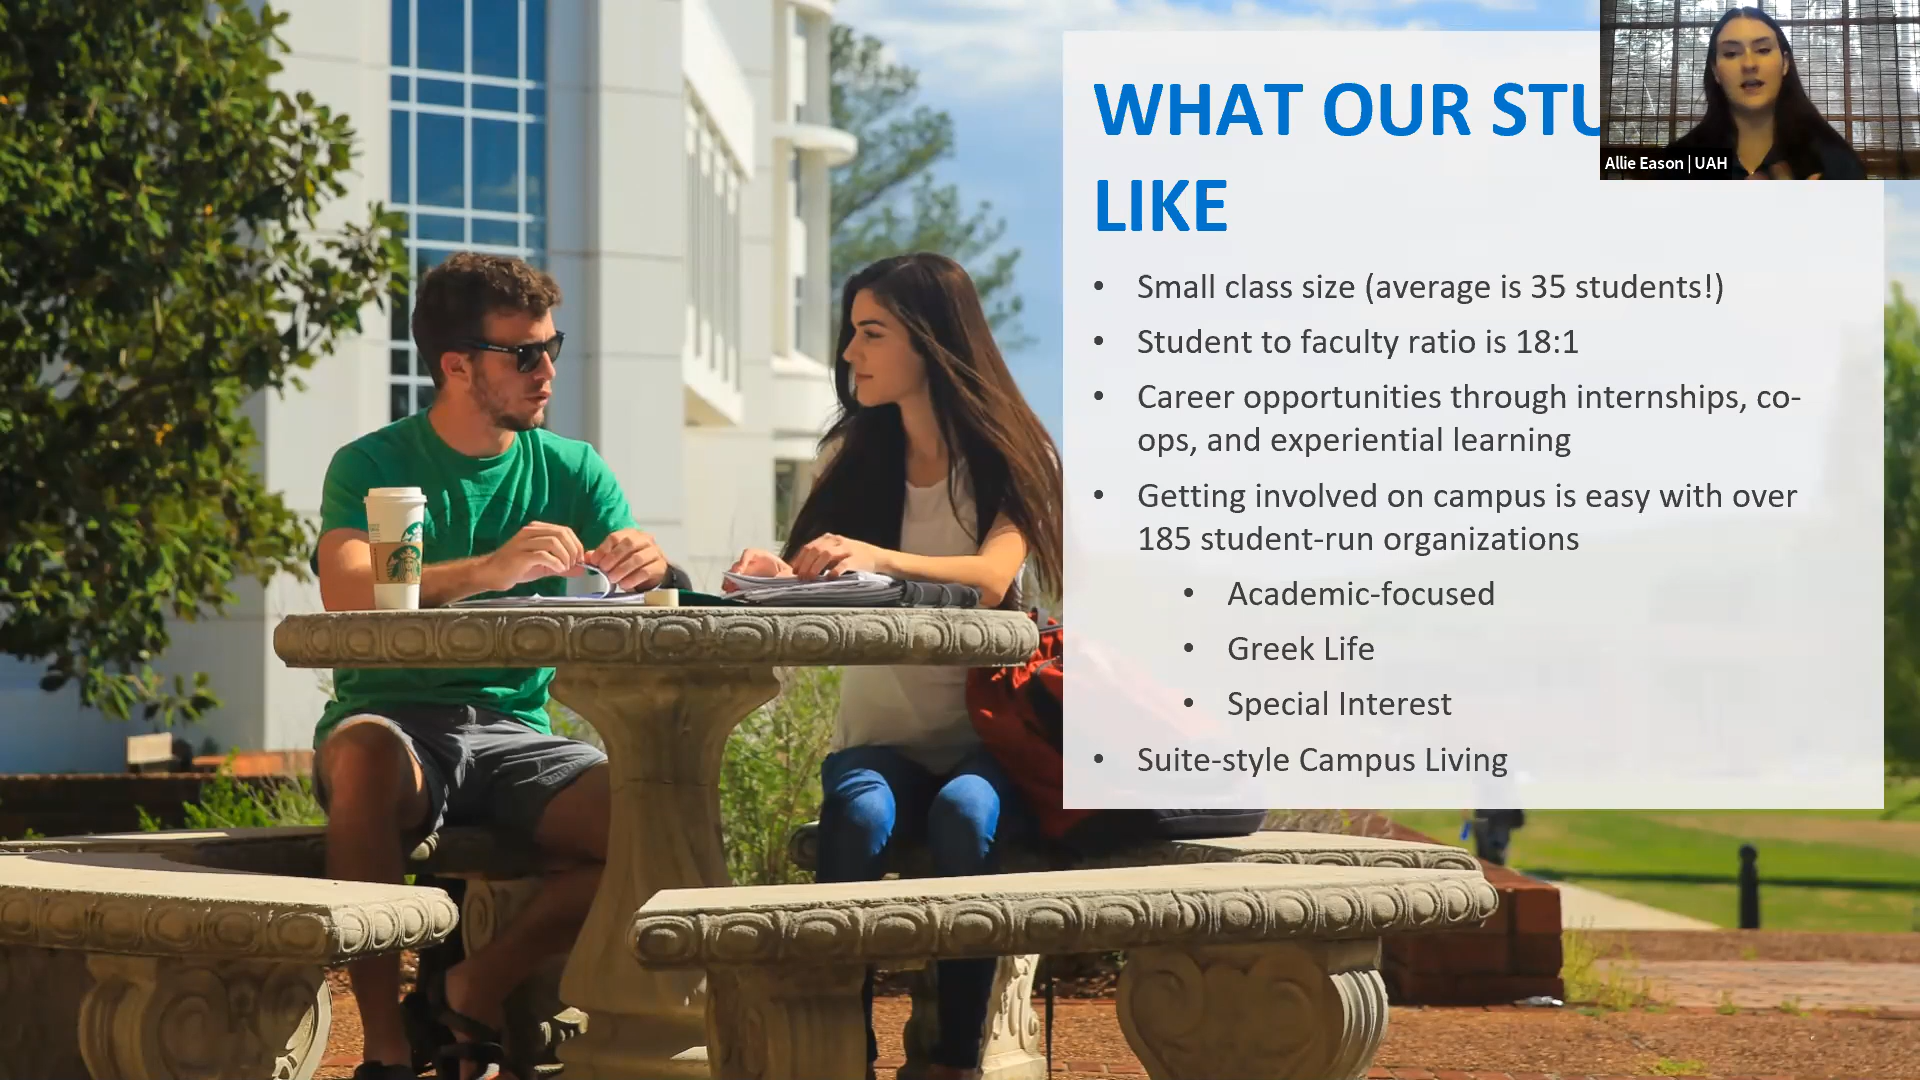 WHAT OUR STU
LIKE
Allie Eason | UAH
• Small class size (average is 35 students!)
• Student to faculty ratio is 18:1
• Career opportunities through internships, co-
ops, and experiential learning
• Getting involved on campus is easy with over
185 student-run organizations
• Academic-focused
• Greek Life
• Special Interest
• Suite-style Campus Living